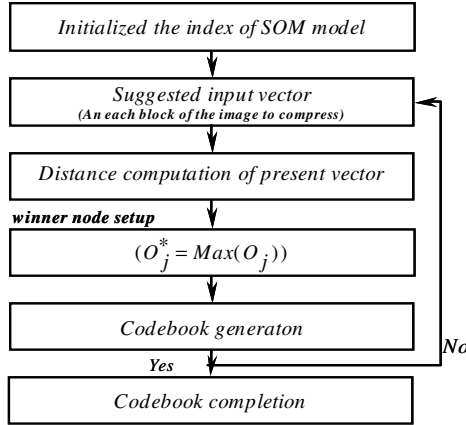 Initialized the index of SOM model
Suggested input vector
(An each block of the image to compress)
Distance computation of present vector
winner node setup
(O*j = Max(Oj))
Codebook generaton
Yes
No
Codebook completion